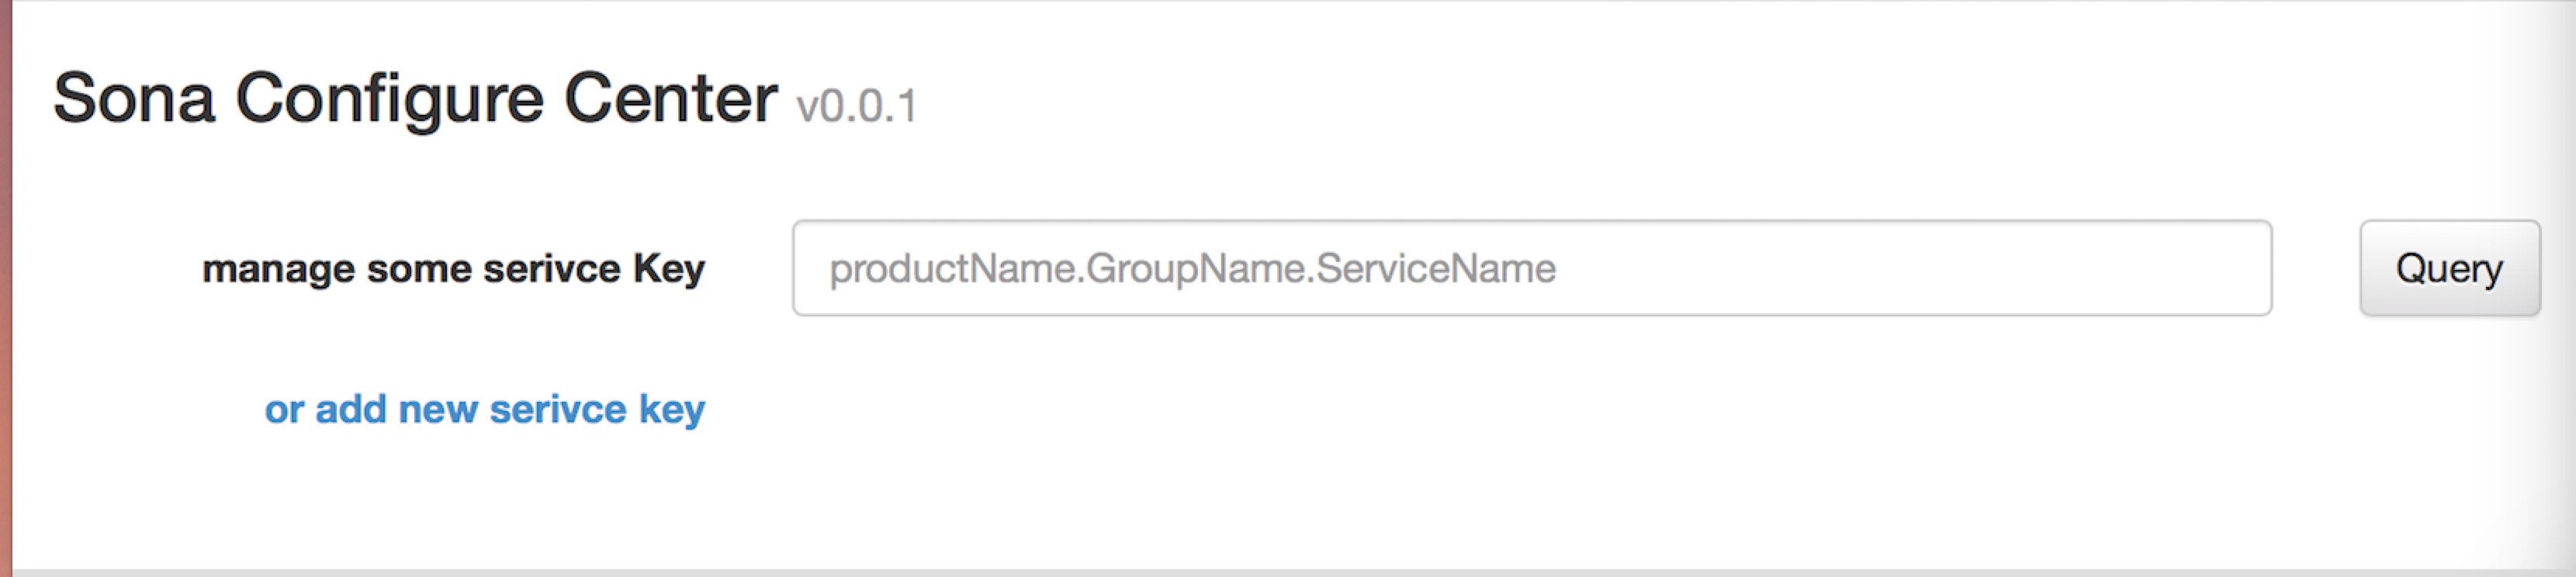 Sona Configure Center v0.0.1
manage some serivce Key productName.GroupName.ServiceName Query
or add new serivce key